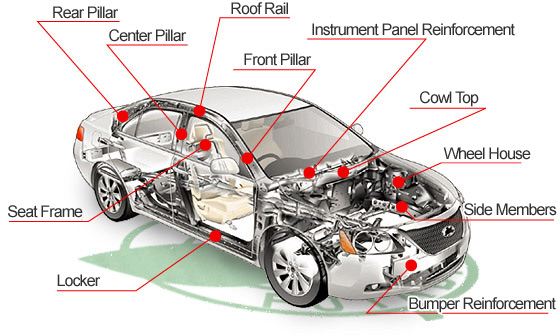 Rear Pillar
Roof Rail
Center Pillar
Instrument Panel Reinforcement
Front Pillar
Cowl Top
Wheel House
Seat Frame
Side Members
Locker
Bumper Reinforcement